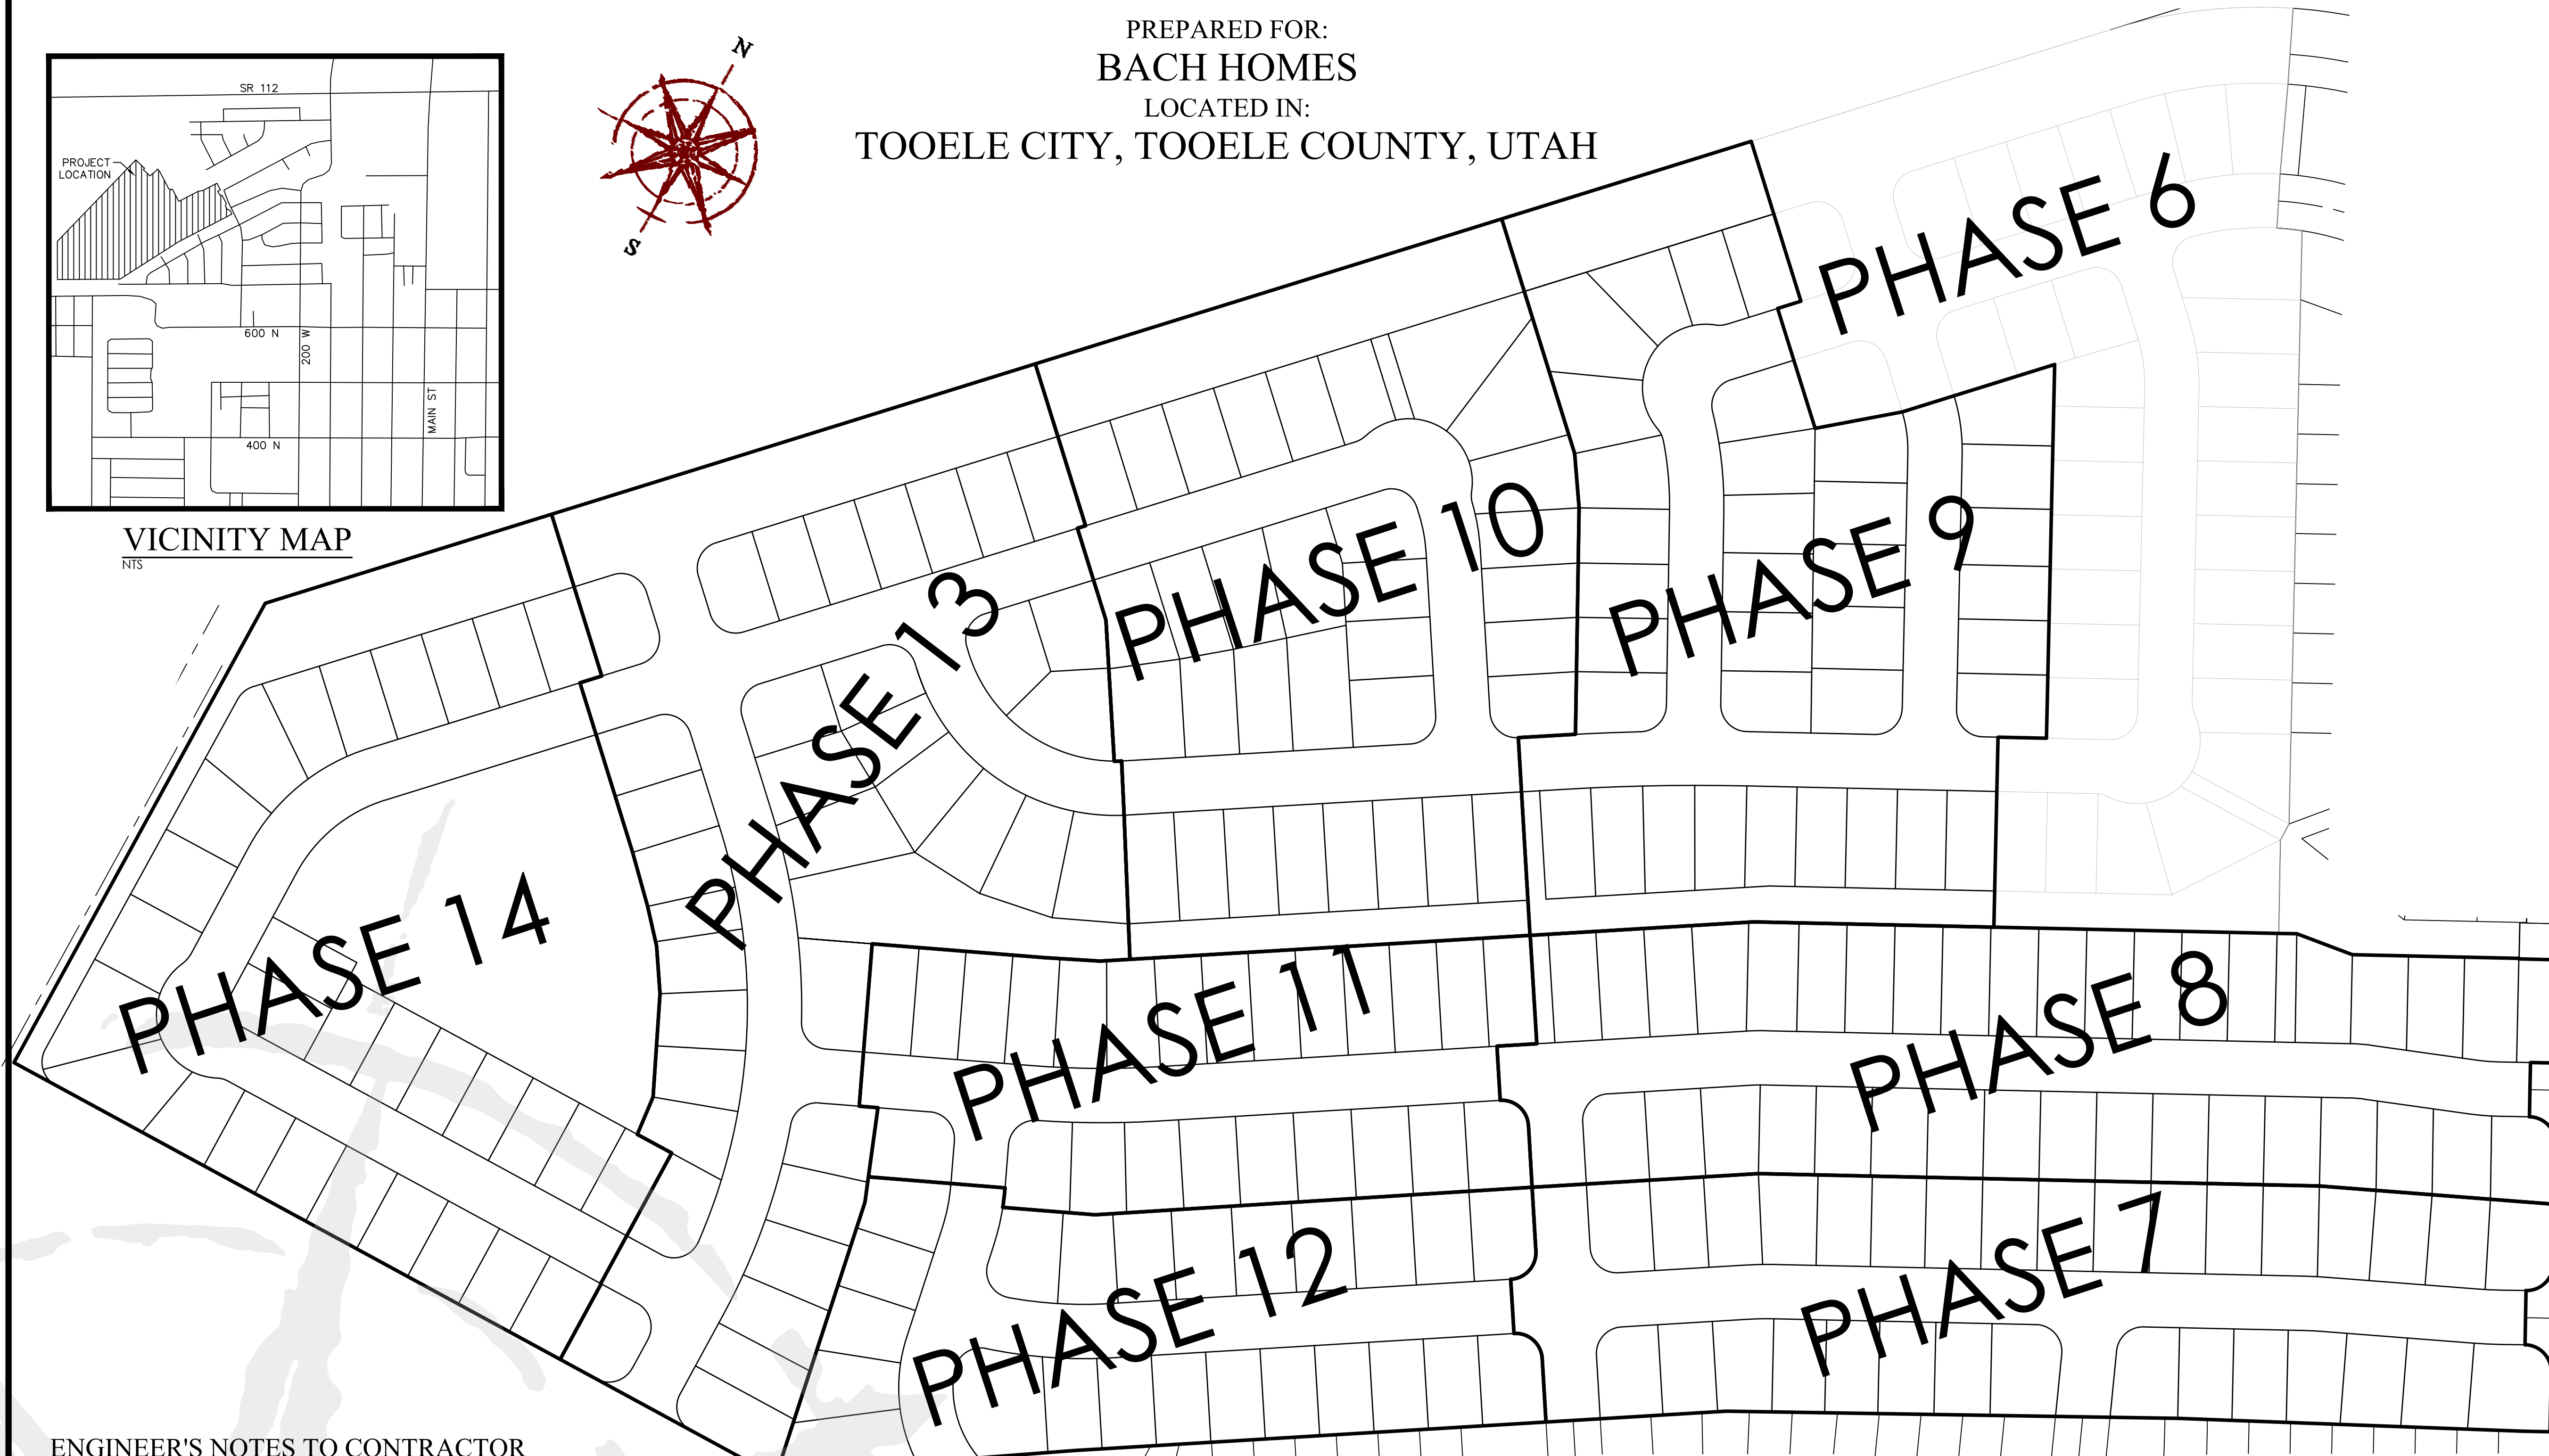 PREPARED FOR:
BACH HOMES
LOCATED IN:
TOOELE CITY, TOOELE COUNTY, UTAH
N
S
SR 112
PROJECT
LOCATION
600 N
200 W
MAIN ST
400 N
VICINITY MAP
NTS
PHASE 6
PHASE 10
PHASE 9
PHASE 13
PHASE 14
PHASE 11
PHASE 8
PHASE 12
PHASE 7
ENGINEER'S NOTES TO CONTRACTOR